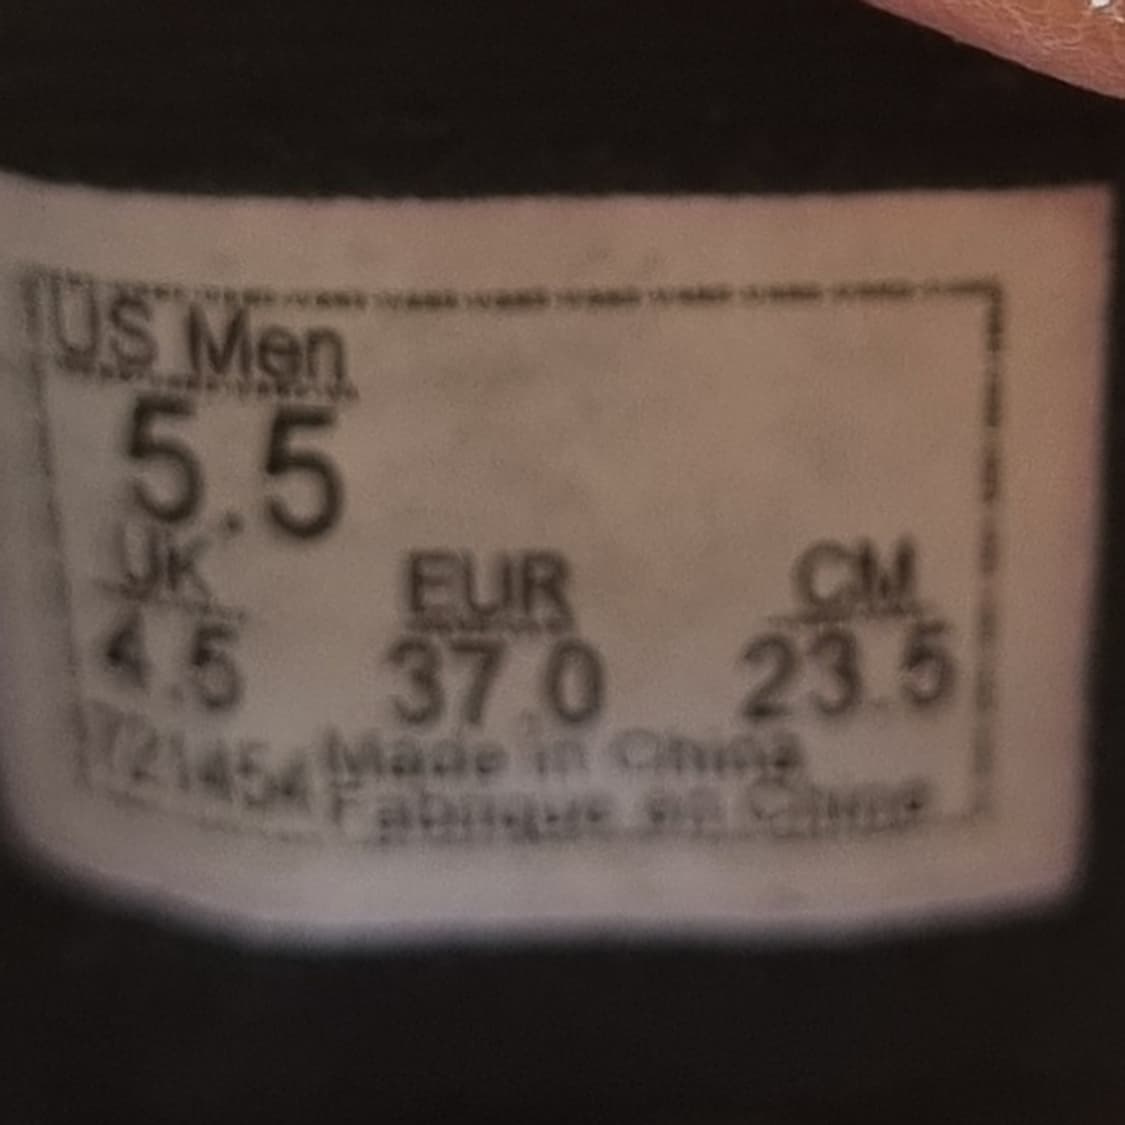 US Men
5.5
UK EUR CM
4.5 37.0 23.5
721454 Made in China
Fabriqué en Chine